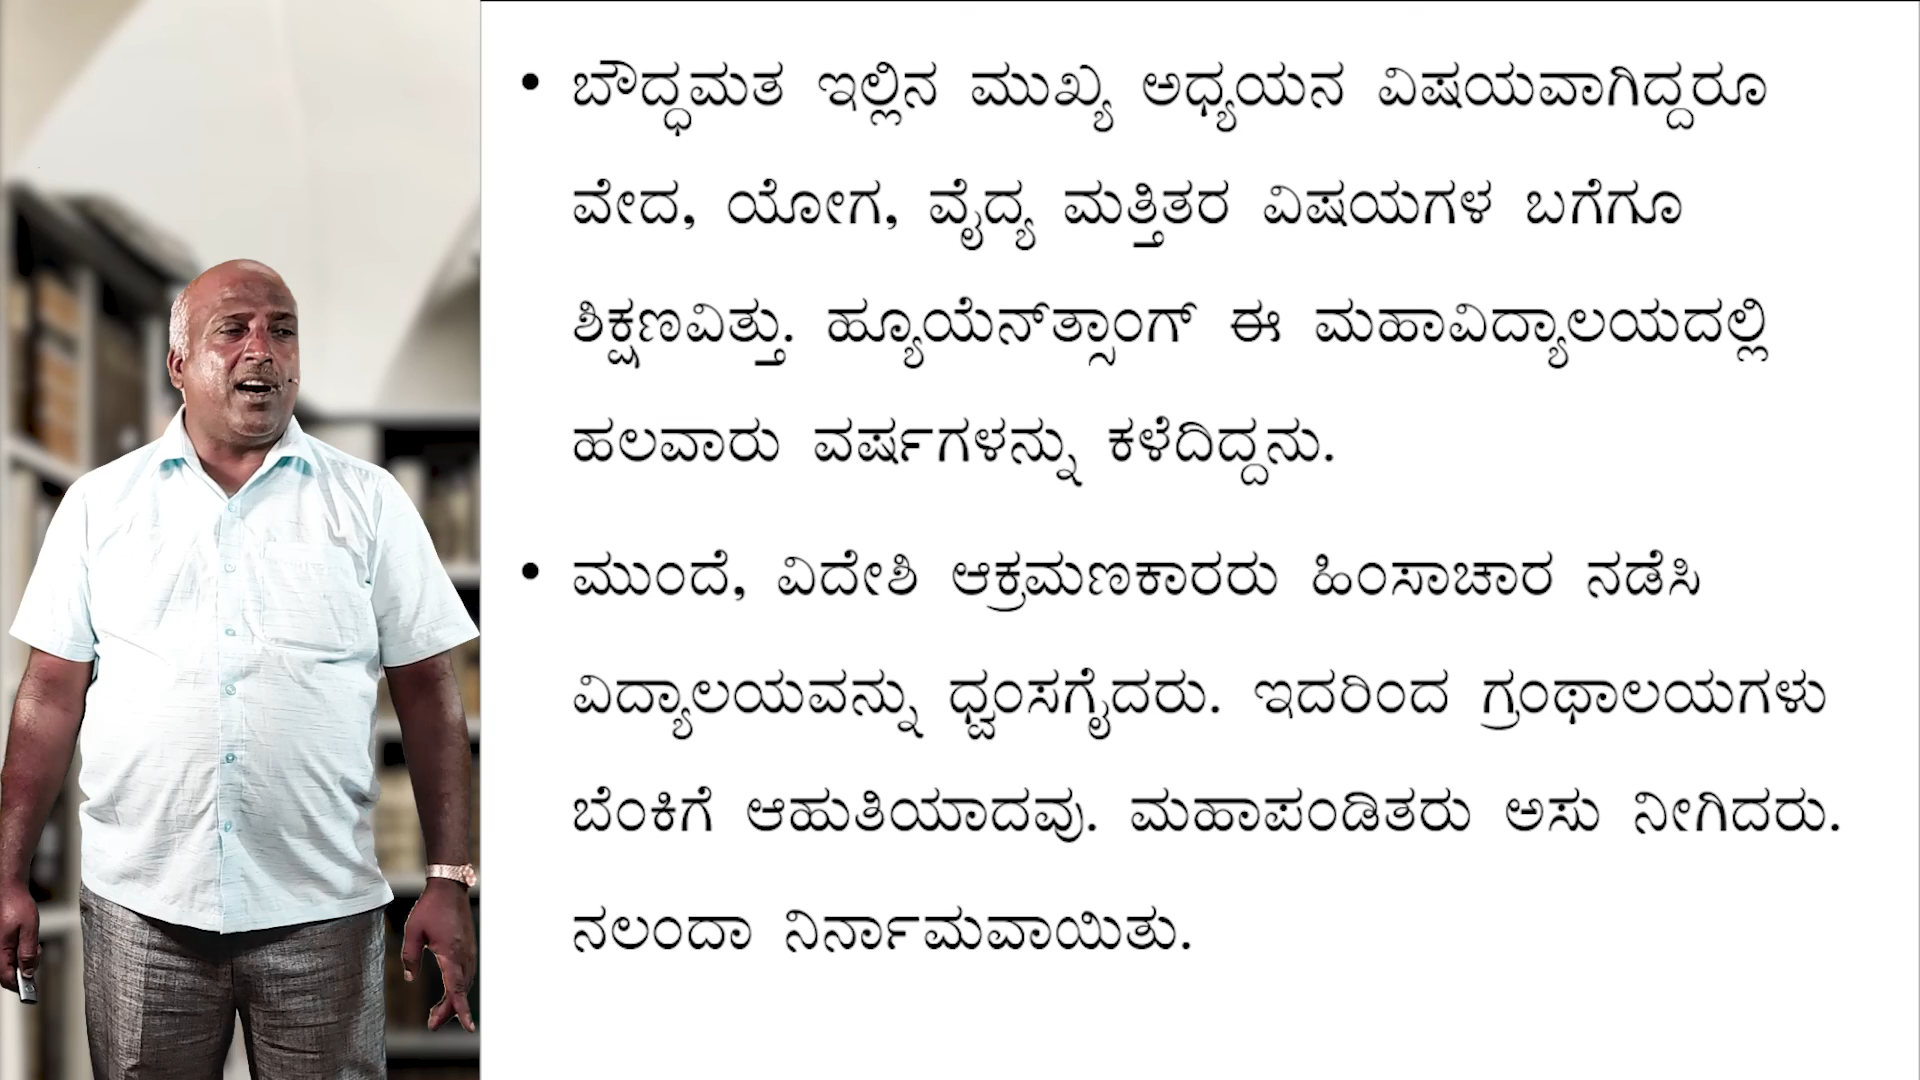 • ಬೌದ್ಧಮತ ಇಲ್ಲಿನ ಮುಖ್ಯ ಅಧ್ಯಯನ ವಿಷಯವಾಗಿದ್ದರೂ
ವೇದ, ಯೋಗ, ವೈದ್ಯ ಮತ್ತಿತರ ವಿಷಯಗಳ ಬಗೆಗೂ
ಶಿಕ್ಷಣವಿತ್ತು. ಹ್ಯೂಯೆನ್‌ತ್ಸಾಂಗ್ ಈ ಮಹಾವಿದ್ಯಾಲಯದಲ್ಲಿ
ಹಲವಾರು ವರ್ಷಗಳನ್ನು ಕಳೆದಿದ್ದನು.
• ಮುಂದೆ, ವಿದೇಶಿ ಆಕ್ರಮಣಕಾರರು ಹಿಂಸಾಚಾರ ನಡೆಸಿ
ವಿದ್ಯಾಲಯವನ್ನು ಧ್ವಂಸಗೈದರು. ಇದರಿಂದ ಗ್ರಂಥಾಲಯಗಳು
ಬೆಂಕಿಗೆ ಆಹುತಿಯಾದವು. ಮಹಾಪಂಡಿತರು ಅಸು ನೀಗಿದರು.
ನಲಂದಾ ನಿರ್ನಾಮವಾಯಿತು.